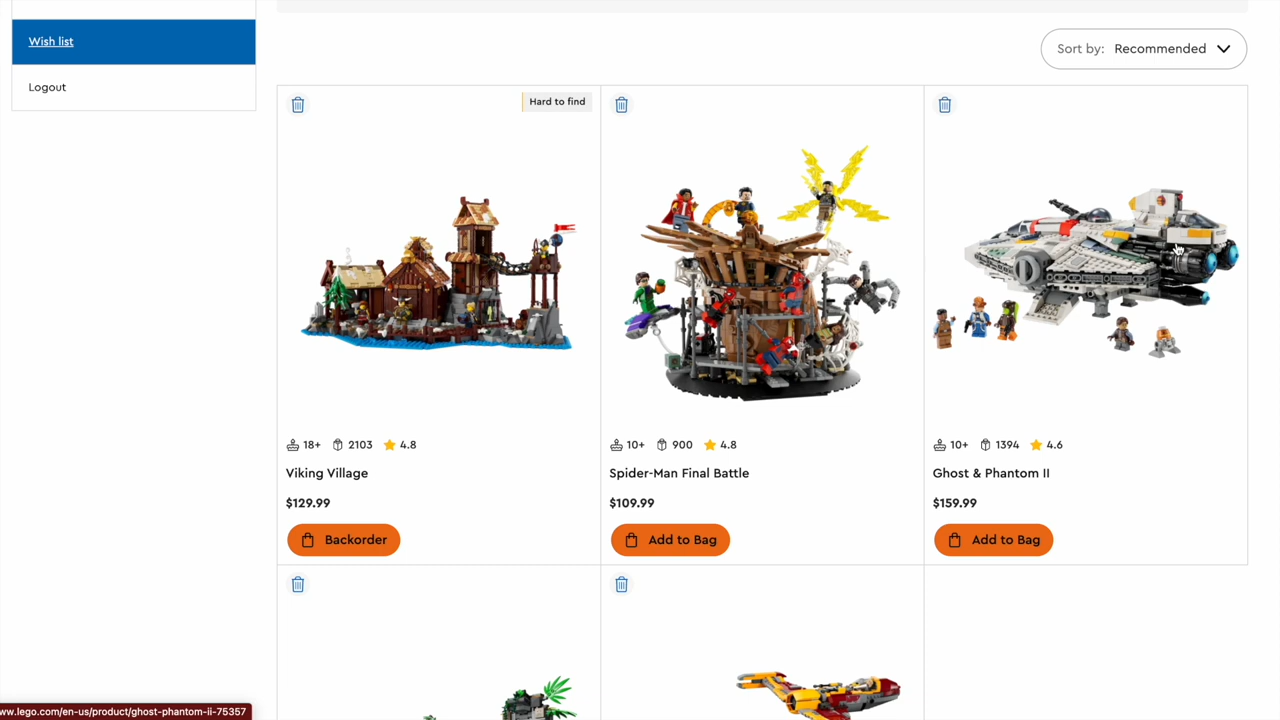 Wish list
Logout
Sort by: Recommended
Hard to find
18+ 2103 4.8
Viking Village
$129.99
Backorder
10+ 900 4.8
Spider-Man Final Battle
$109.99
Add to Bag
10+ 1394 4.6
Ghost & Phantom II
$159.99
Add to Bag
ww.lego.com/en-us/product/ghost-phantom-ii-75357